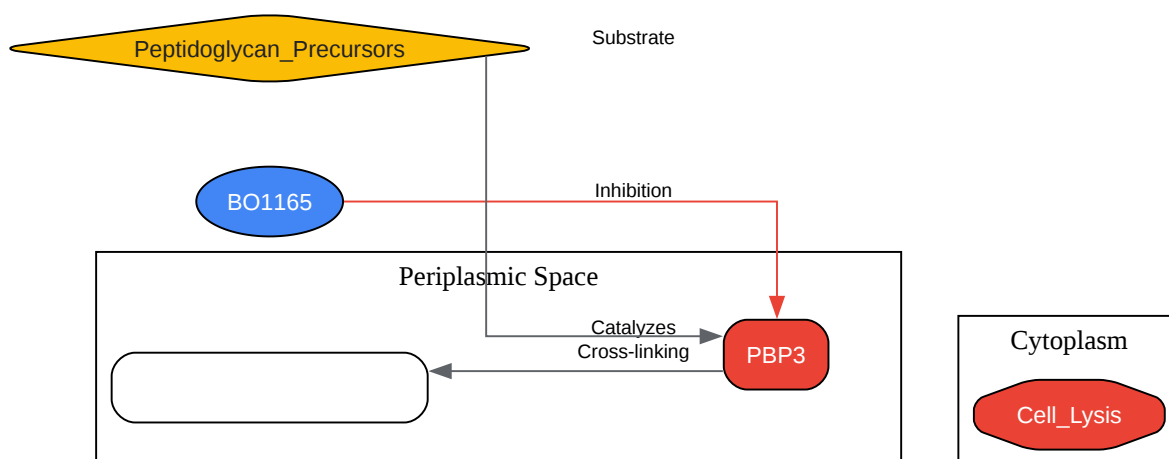 Peptidoglycan_Precursors
Substrate
BO1165
Inhibition
Periplasmic Space
Catalyzes
Cross-linking
PBP3
Cytoplasm
Cell_Lysis